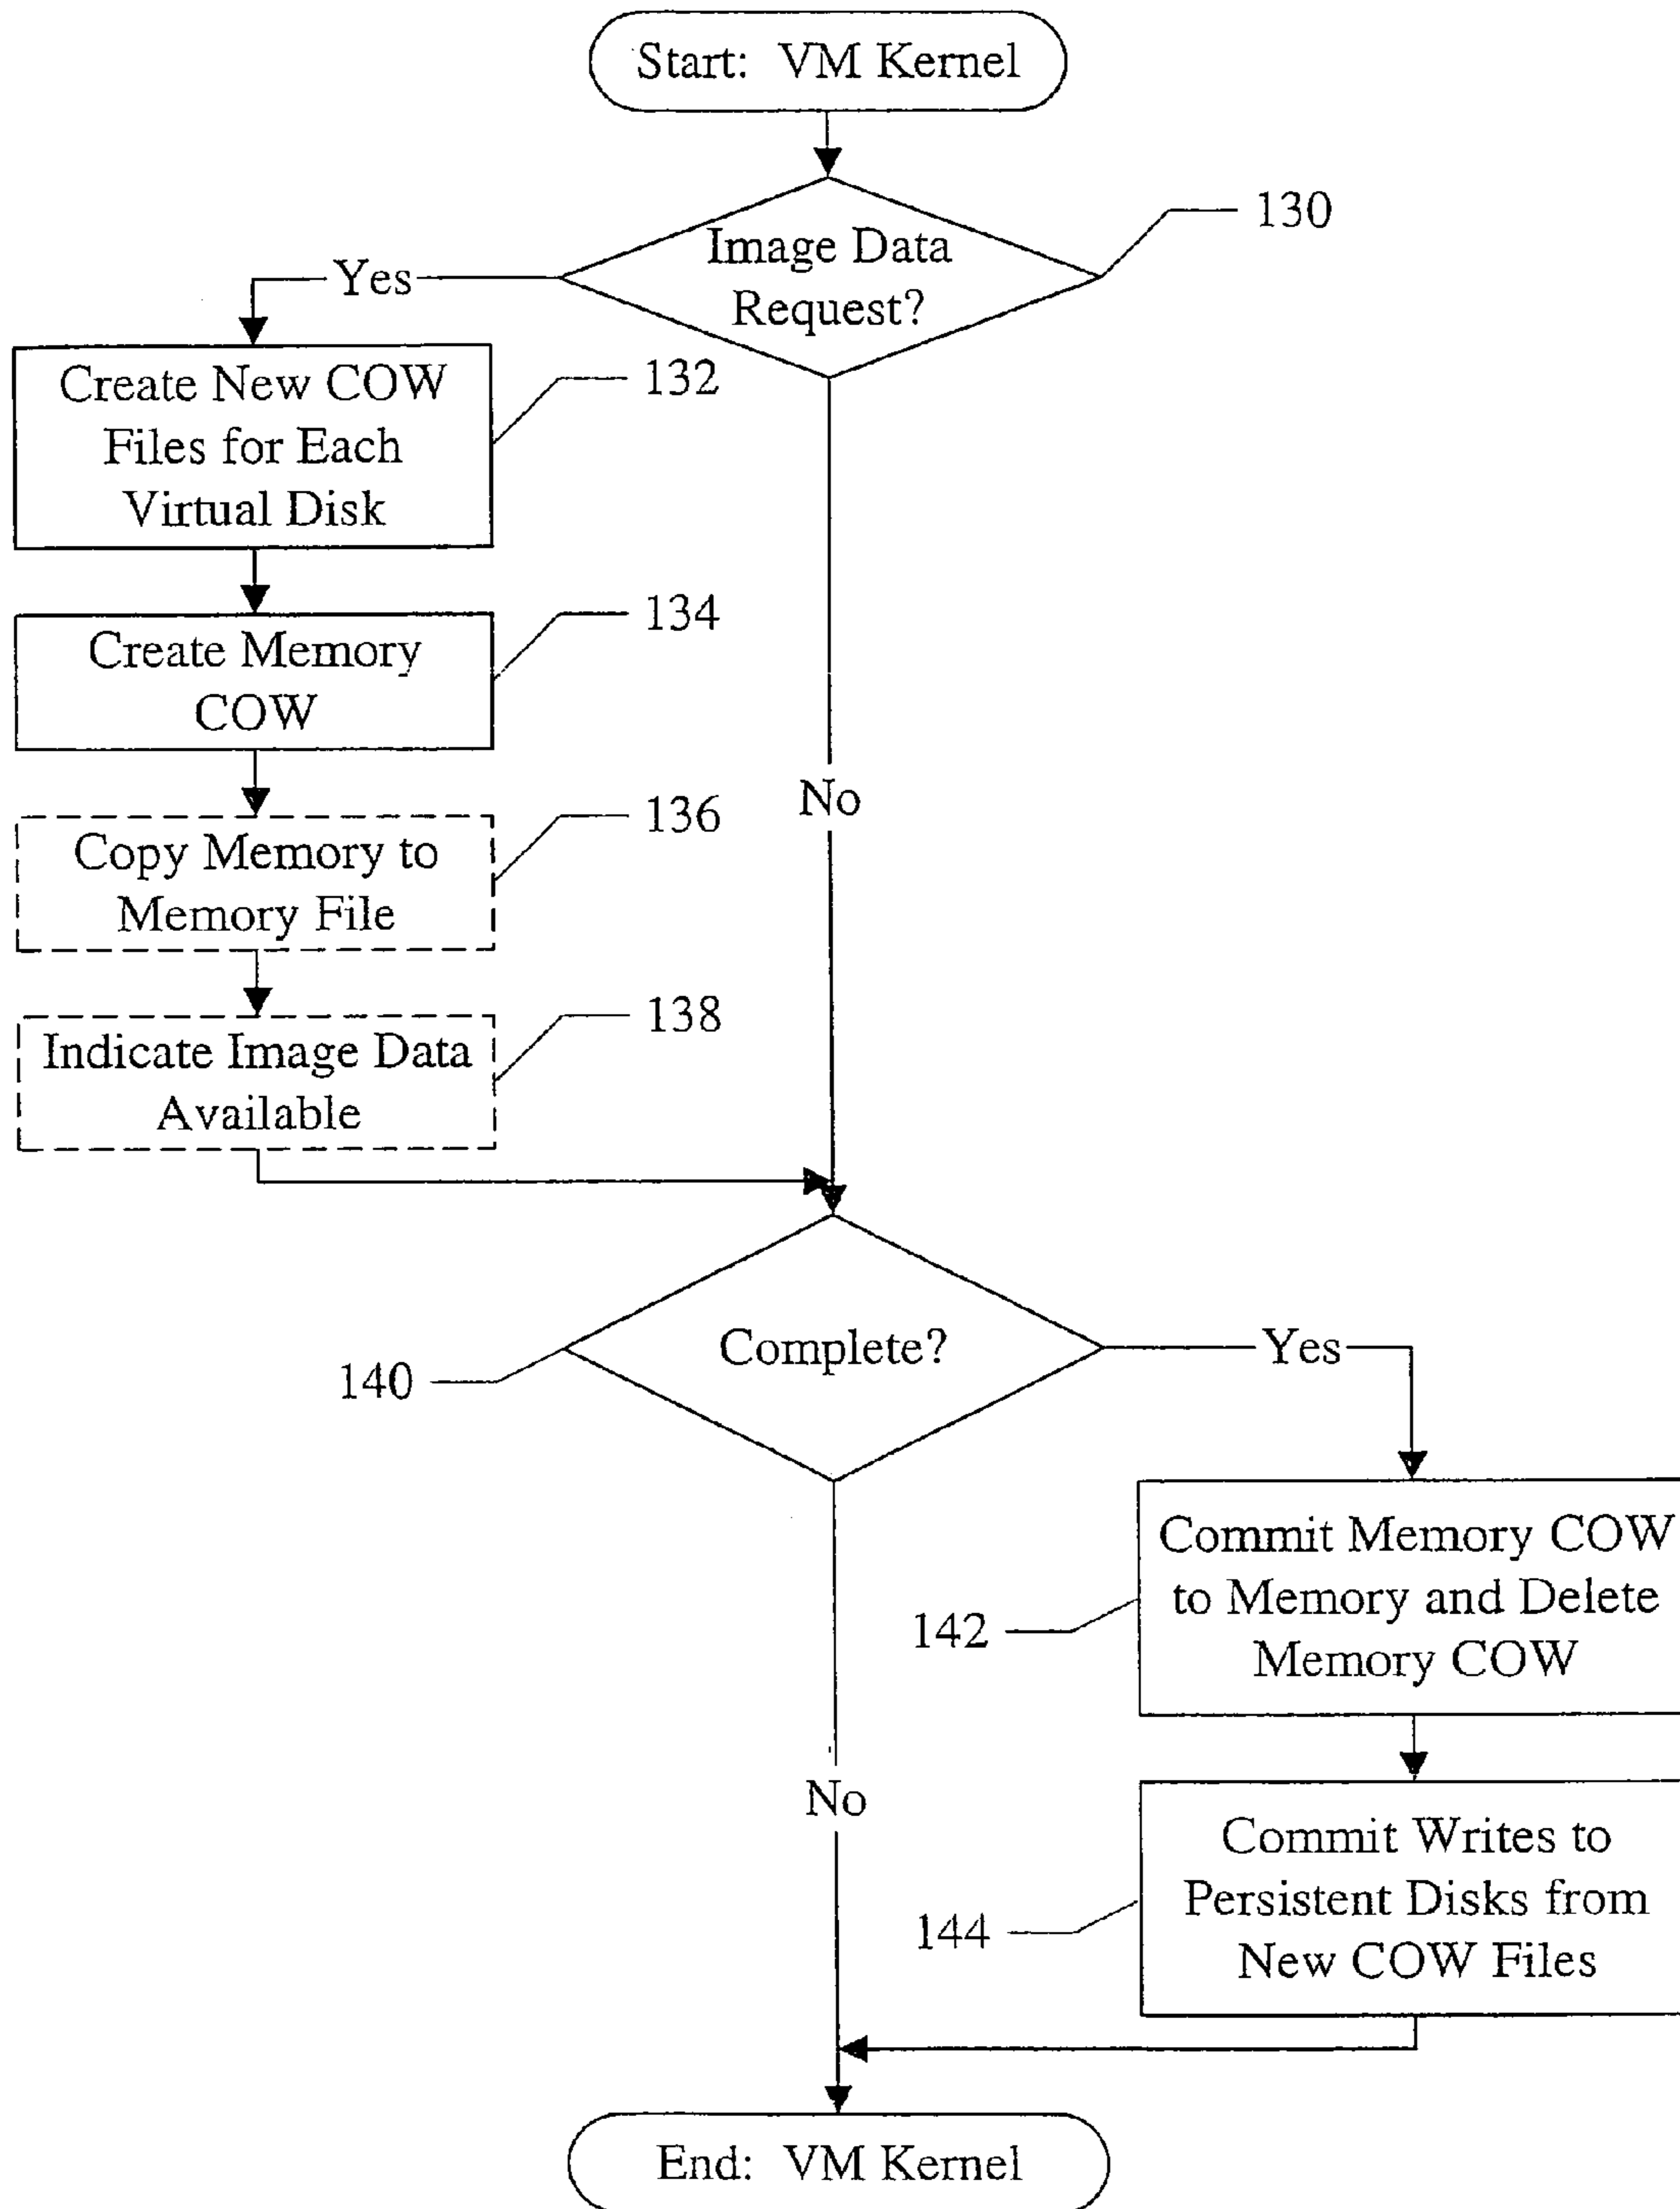 Start: VM Kernel
130
Image Data
Request?
Yes
Create New COW
Files for Each
Virtual Disk
132
Create Memory
COW
134
No
Copy Memory to
Memory File
136
Indicate Image Data
Available
138
Complete?
140
Yes
Commit Memory COW
to Memory and Delete
Memory COW
142
No
Commit Writes to
Persistent Disks from
New COW Files
144
End: VM Kernel